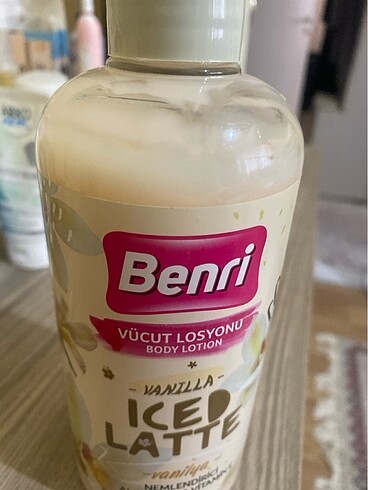 Benri
VÜCUT LOSYONU
BODY LOTION
VANILLA
ICED
LATTE
vanilya
NEMLENDİRİCİ